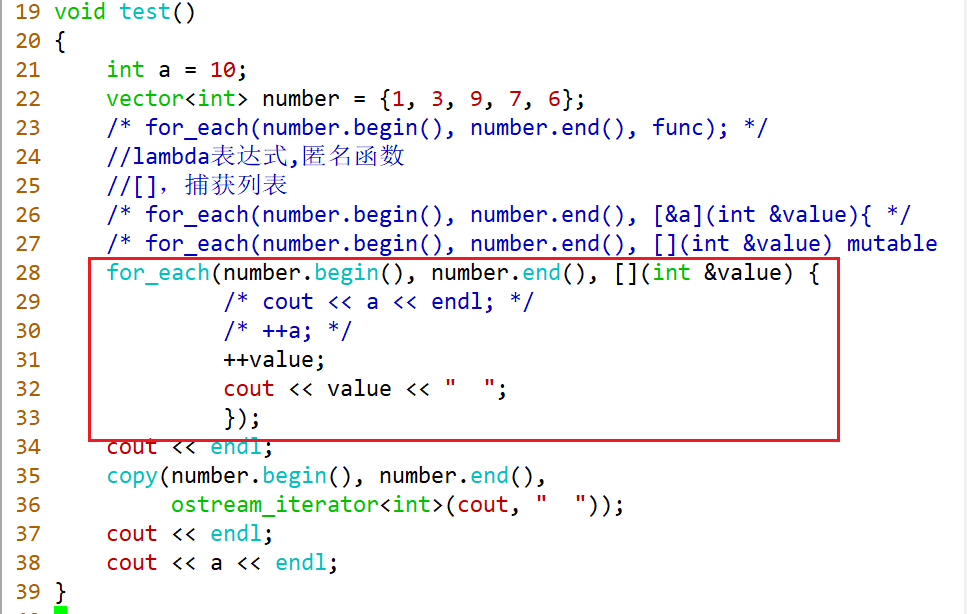 19 void test()
20 {
21     int a = 10;
22     vector<int> number = {1, 3, 9, 7, 6};
23     /* for_each(number.begin(), number.end(), func); */
24     //lambda表达式,匿名函数
25     //[]，捕获列表
26     /* for_each(number.begin(), number.end(), [&a](int &value){ */
27     /* for_each(number.begin(), number.end(), [](int &value) mutable
28     for_each(number.begin(), number.end(), [](int &value) {
29              /* cout << a << endl; */
30              /* ++a; */
31              ++value;
32              cout << value << "  ";
33              });
34     cout << endl;
35     copy(number.begin(), number.end(),
36          ostream_iterator<int>(cout, "  "));
37     cout << endl;
38     cout << a << endl;
39 }